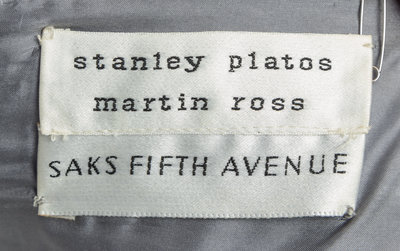 stanley platos
martin ross
SAKS FIFTH AVENUE